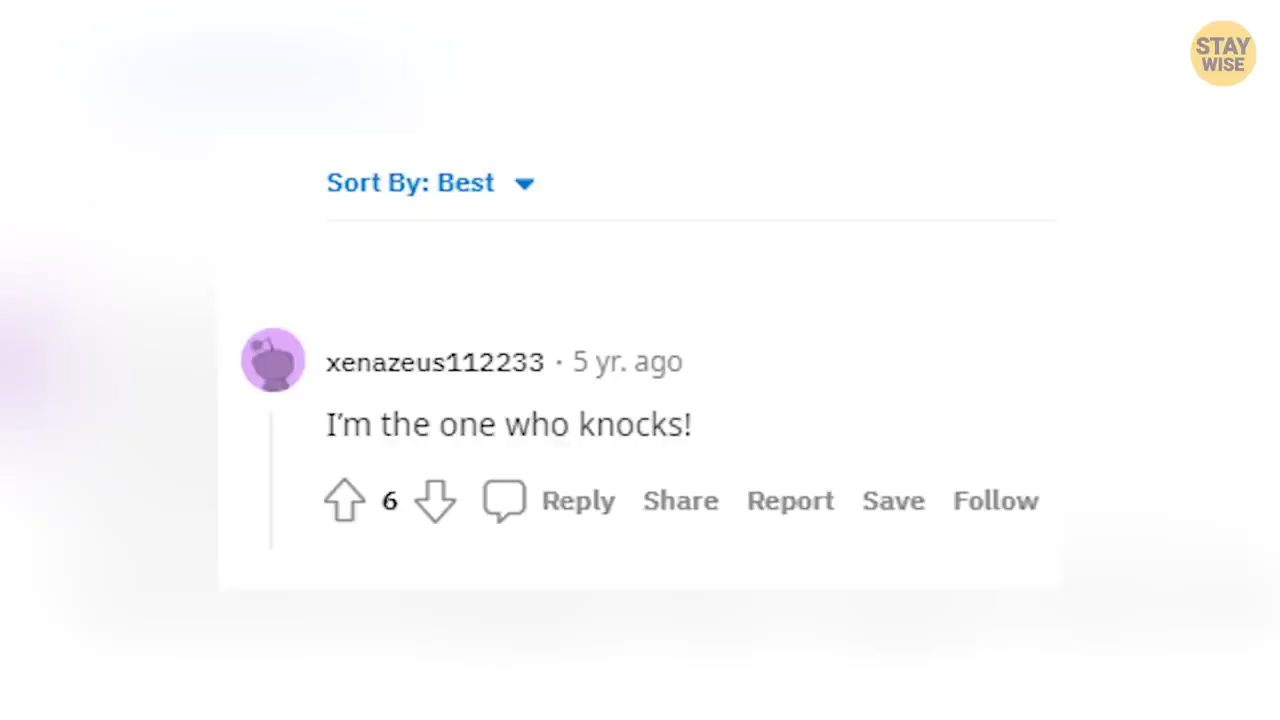 STAY
WISE
Sort By: Best
xenazeus112233 · 5 yr. ago
I'm the one who knocks!
6 Reply Share Report Save Follow